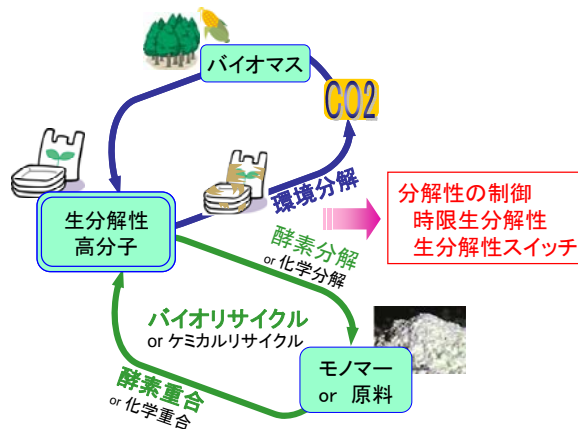 バイオマス
CO2
環境分解
生分解性
高分子
分解性の制御
時限生分解性
生分解性スイッチ
酵素分解
or 化学分解
バイオリサイクル
or ケミカルリサイクル
モノマー
or 原料
酵素重合
or 化学重合